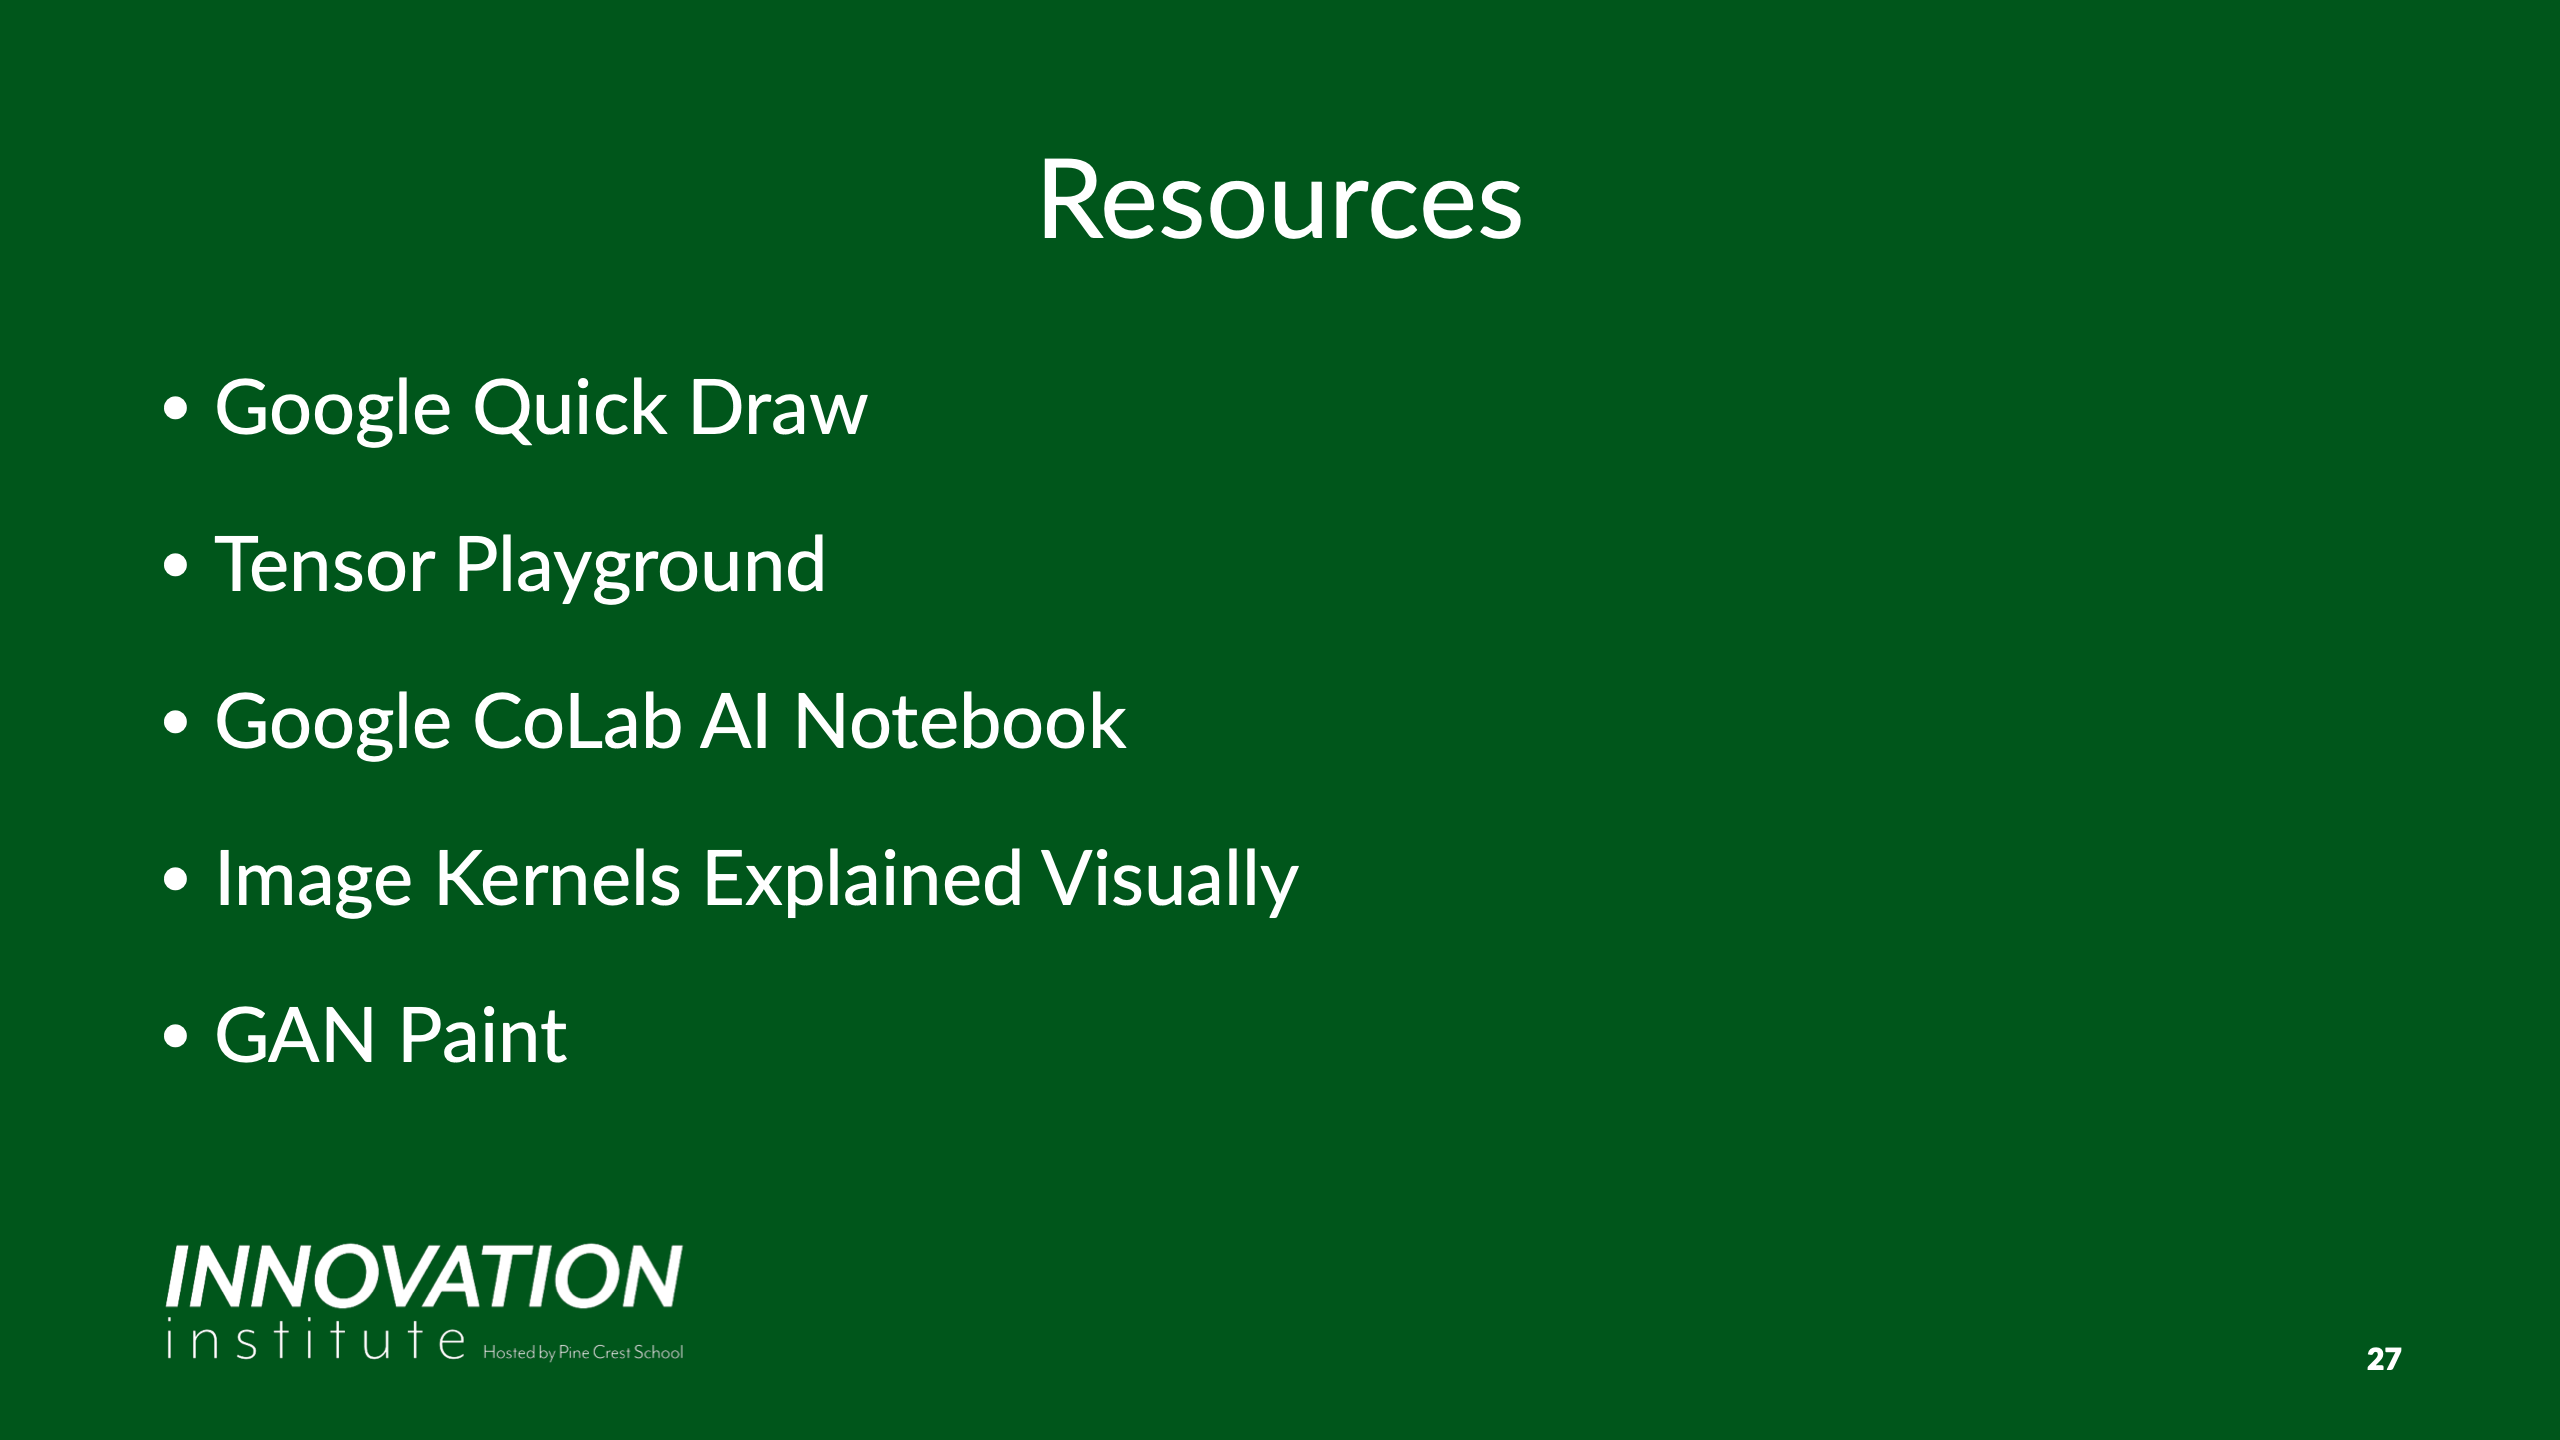 Resources
• Google Quick Draw
• Tensor Playground
• Google CoLab AI Notebook
• Image Kernels Explained Visually
• GAN Paint
INNOVATION
institute Hosted by Pine Crest School
27